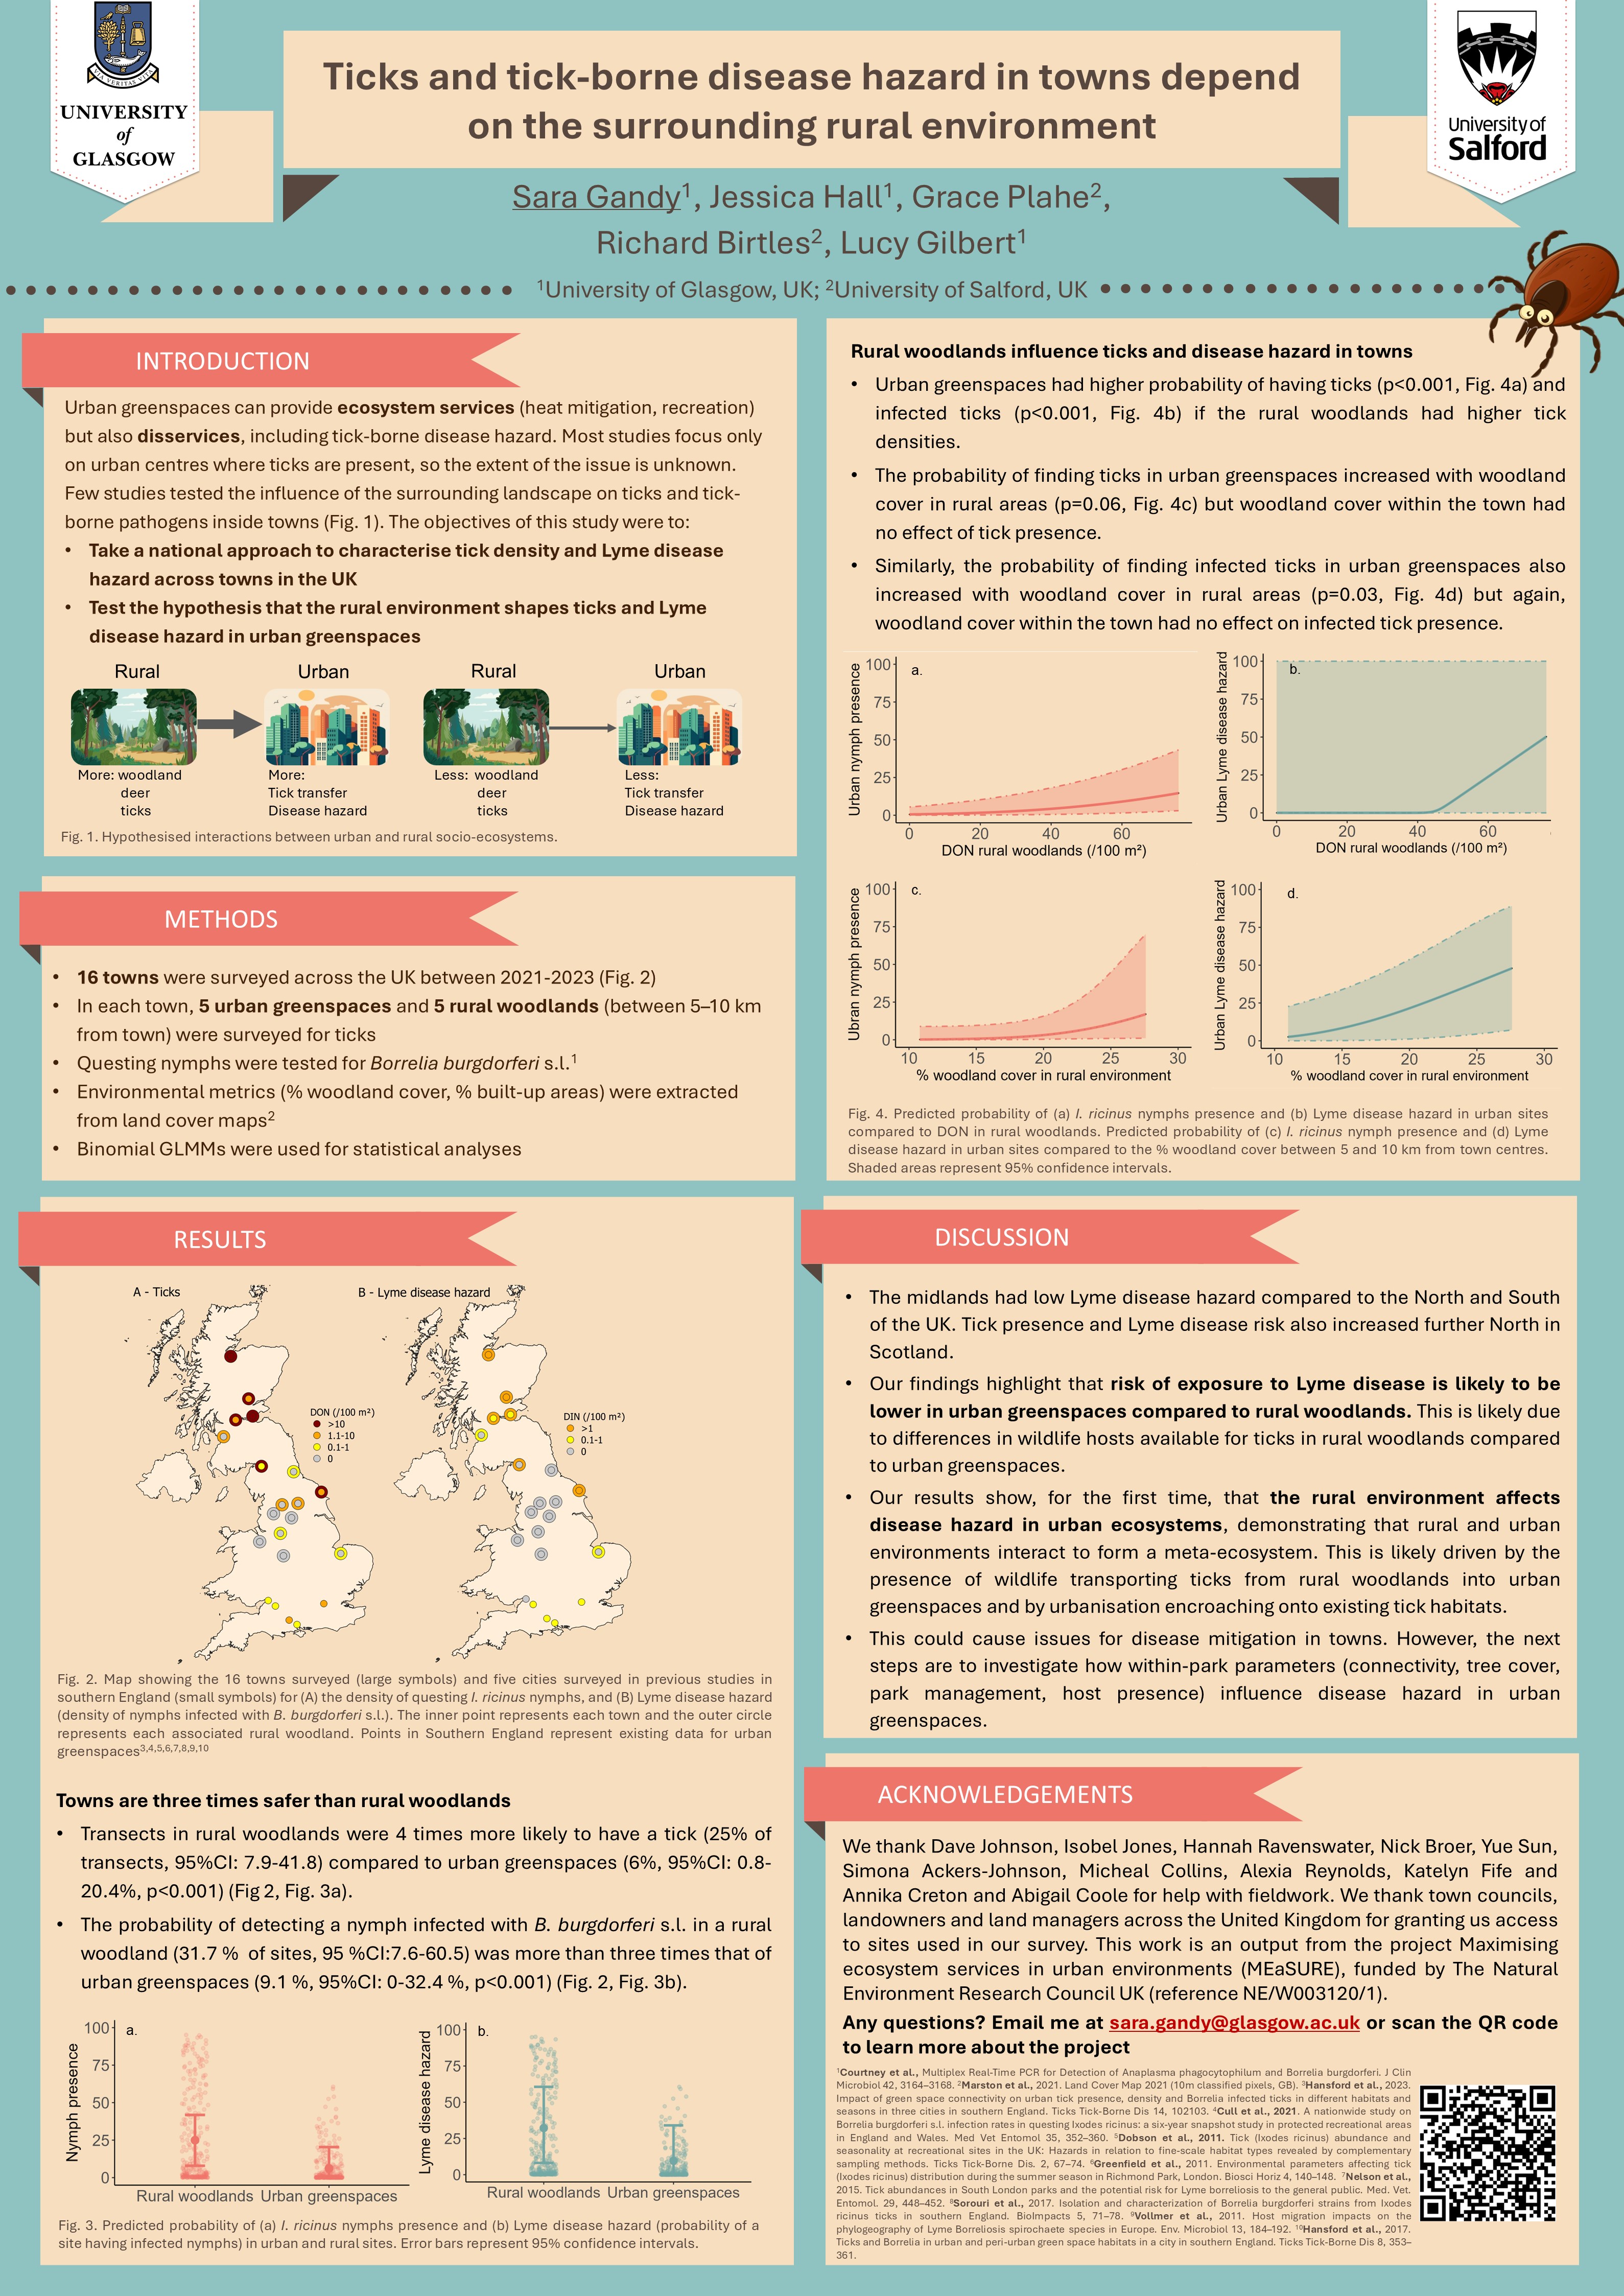 UNIVERSITY
of
GLASGOW
VIA VERITAS VITA
Ticks and tick-borne disease hazard in towns depend
on the surrounding rural environment
University of
Salford
Sara Gandy¹, Jessica Hall¹, Grace Plahe²,
Richard Birtles², Lucy Gilbert¹
¹University of Glasgow, UK; ²University of Salford, UK
INTRODUCTION
Urban greenspaces can provide ecosystem services (heat mitigation, recreation)
but also disservices, including tick-borne disease hazard. Most studies focus only
on urban centres where ticks are present, so the extent of the issue is unknown.
Few studies tested the influence of the surrounding landscape on ticks and tick-
borne pathogens inside towns (Fig. 1). The objectives of this study were to:
• Take a national approach to characterise tick density and Lyme disease
hazard across towns in the UK
• Test the hypothesis that the rural environment shapes ticks and Lyme
disease hazard in urban greenspaces
Rural Urban Rural Urban
More: woodland
deer
ticks
More:
Tick transfer
Disease hazard
Less: woodland
deer
ticks
Less:
Tick transfer
Disease hazard
Fig. 1. Hypothesised interactions between urban and rural socio-ecosystems.
METHODS
• 16 towns were surveyed across the UK between 2021-2023 (Fig. 2)
• In each town, 5 urban greenspaces and 5 rural woodlands (between 5–10 km
from town) were surveyed for ticks
• Questing nymphs were tested for Borrelia burgdorferi s.l.¹
• Environmental metrics (% woodland cover, % built-up areas) were extracted
from land cover maps²
• Binomial GLMMs were used for statistical analyses
RESULTS
A - Ticks
DON (/100 m²)
>10
1.1-10
0.1-1
0
B - Lyme disease hazard
DIN (/100 m²)
>1
0.1-1
0
Fig. 2. Map showing the 16 towns surveyed (large symbols) and five cities surveyed in previous studies in
southern England (small symbols) for (A) the density of questing I. ricinus nymphs, and (B) Lyme disease hazard
(density of nymphs infected with B. burgdorferi s.l.). The inner point represents each town and the outer circle
represents each associated rural woodland. Points in Southern England represent existing data for urban
greenspaces³,⁴,⁵,⁶,⁷,⁸,⁹,¹⁰
Towns are three times safer than rural woodlands
• Transects in rural woodlands were 4 times more likely to have a tick (25% of
transects, 95%CI: 7.9-41.8) compared to urban greenspaces (6%, 95%CI: 0.8-
20.4%, p<0.001) (Fig 2, Fig. 3a).
• The probability of detecting a nymph infected with B. burgdorferi s.l. in a rural
woodland (31.7 % of sites, 95 %CI:7.6-60.5) was more than three times that of
urban greenspaces (9.1 %, 95%CI: 0-32.4 %, p<0.001) (Fig. 2, Fig. 3b).
a.
Nymph presence
100
75
50
25
0
Rural woodlands Urban greenspaces
b.
Lyme disease hazard
100
75
50
25
0
Rural woodlands Urban greenspaces
Fig. 3. Predicted probability of (a) I. ricinus nymphs presence and (b) Lyme disease hazard (probability of a
site having infected nymphs) in urban and rural sites. Error bars represent 95% confidence intervals.
Rural woodlands influence ticks and disease hazard in towns
• Urban greenspaces had higher probability of having ticks (p<0.001, Fig. 4a) and
infected ticks (p<0.001, Fig. 4b) if the rural woodlands had higher tick
densities.
• The probability of finding ticks in urban greenspaces increased with woodland
cover in rural areas (p=0.06, Fig. 4c) but woodland cover within the town had
no effect of tick presence.
• Similarly, the probability of finding infected ticks in urban greenspaces also
increased with woodland cover in rural areas (p=0.03, Fig. 4d) but again,
woodland cover within the town had no effect on infected tick presence.
a.
Urban nymph presence
100
75
50
25
0
0 20 40 60
DON rural woodlands (/100 m²)
b.
Urban Lyme disease hazard
100
75
50
25
0
0 20 40 60
DON rural woodlands (/100 m²)
c.
Ubran nymph presence
100
75
50
25
0
10 15 20 25 30
% woodland cover in rural environment
d.
Urban Lyme disease hazard
100
75
50
25
0
10 15 20 25 30
% woodland cover in rural environment
Fig. 4. Predicted probability of (a) I. ricinus nymphs presence and (b) Lyme disease hazard in urban sites
compared to DON in rural woodlands. Predicted probability of (c) I. ricinus nymph presence and (d) Lyme
disease hazard in urban sites compared to the % woodland cover between 5 and 10 km from town centres.
Shaded areas represent 95% confidence intervals.
DISCUSSION
• The midlands had low Lyme disease hazard compared to the North and South
of the UK. Tick presence and Lyme disease risk also increased further North in
Scotland.
• Our findings highlight that risk of exposure to Lyme disease is likely to be
lower in urban greenspaces compared to rural woodlands. This is likely due
to differences in wildlife hosts available for ticks in rural woodlands compared
to urban greenspaces.
• Our results show, for the first time, that the rural environment affects
disease hazard in urban ecosystems, demonstrating that rural and urban
environments interact to form a meta-ecosystem. This is likely driven by the
presence of wildlife transporting ticks from rural woodlands into urban
greenspaces and by urbanisation encroaching onto existing tick habitats.
• This could cause issues for disease mitigation in towns. However, the next
steps are to investigate how within-park parameters (connectivity, tree cover,
park management, host presence) influence disease hazard in urban
greenspaces.
ACKNOWLEDGEMENTS
We thank Dave Johnson, Isobel Jones, Hannah Ravenswater, Nick Broer, Yue Sun,
Simona Ackers-Johnson, Micheal Collins, Alexia Reynolds, Katelyn Fife and
Annika Creton and Abigail Coole for help with fieldwork. We thank town councils,
landowners and land managers across the United Kingdom for granting us access
to sites used in our survey. This work is an output from the project Maximising
ecosystem services in urban environments (MEaSURE), funded by The Natural
Environment Research Council UK (reference NE/W003120/1).
Any questions? Email me at sara.gandy@glasgow.ac.uk or scan the QR code
to learn more about the project
¹Courtney et al., Multiplex Real-Time PCR for Detection of Anaplasma phagocytophilum and Borrelia burgdorferi. J Clin
Microbiol 42, 3164–3168. ²Marston et al., 2021. Land Cover Map 2021 (10m classified pixels, GB). ³Hansford et al., 2023.
Impact of green space connectivity on urban tick presence, density and Borrelia infected ticks in different habitats and
seasons in three cities in southern England. Ticks Tick-Borne Dis 14, 102103. ⁴Cull et al., 2021. A nationwide study on
Borrelia burgdorferi s.l. infection rates in questing Ixodes ricinus: a six-year snapshot study in protected recreational areas
in England and Wales. Med Vet Entomol 35, 352–360. ⁵Dobson et al., 2011. Tick (Ixodes ricinus) abundance and
seasonality at recreational sites in the UK: Hazards in relation to fine-scale habitat types revealed by complementary
sampling methods. Ticks Tick-Borne Dis. 2, 67–74. ⁶Greenfield et al., 2011. Environmental parameters affecting tick
(Ixodes ricinus) distribution during the summer season in Richmond Park, London. Biosci Horiz 4, 140–148. ⁷Nelson et al.,
2015. Tick abundances in South London parks and the potential risk for Lyme borreliosis to the general public. Med. Vet.
Entomol. 29, 448–452. ⁸Sorouri et al., 2017. Isolation and characterization of Borrelia burgdorferi strains from Ixodes
ricinus ticks in southern England. BioImpacts 5, 71–78. ⁹Vollmer et al., 2011. Host migration impacts on the
phylogeography of Lyme Borreliosis spirochaete species in Europe. Env. Microbiol 13, 184–192. ¹⁰Hansford et al., 2017.
Ticks and Borrelia in urban and peri-urban green space habitats in a city in southern England. Ticks Tick-Borne Dis 8, 353–
361.